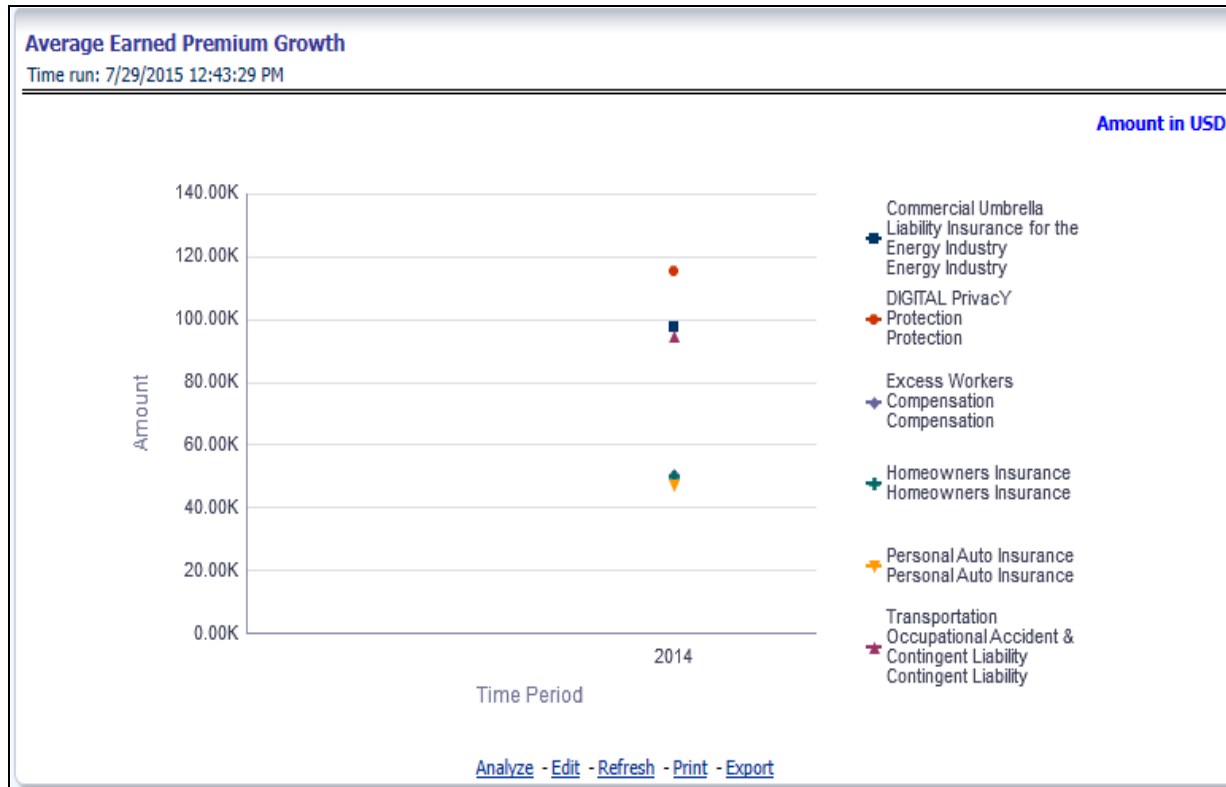 Average Earned Premium Growth
Time run: 7/29/2015 12:43:29 PM
Amount in USD
140.00K
120.00K
100.00K
80.00K
60.00K
40.00K
20.00K
0.00K
Amount
2014
Time Period
Commercial Umbrella
Liability Insurance for the
Energy Industry
Energy Industry
DIGITAL PrivacY
Protection
Protection
Excess Workers
Compensation
Compensation
Homeowners Insurance
Homeowners Insurance
Personal Auto Insurance
Personal Auto Insurance
Transportation
Occupational Accident &
Contingent Liability
Contingent Liability
Analyze - Edit - Refresh - Print - Export